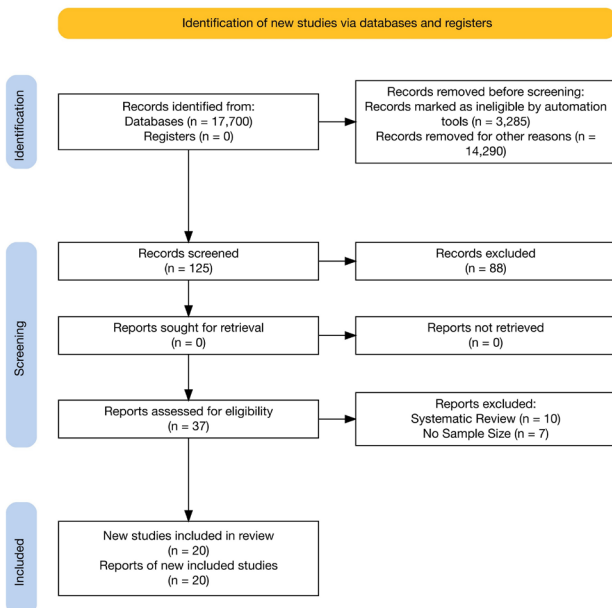 Identification of new studies via databases and registers
Identification
Records identified from:
Databases (n = 17,700)
Registers (n = 0)
Records removed before screening:
Records marked as ineligible by automation
tools (n = 3,285)
Records removed for other reasons (n =
14,290)
Screening
Records screened
(n = 125)
Records excluded
(n = 88)
Reports sought for retrieval
(n = 0)
Reports not retrieved
(n = 0)
Reports assessed for eligibility
(n = 37)
Reports excluded:
Systematic Review (n = 10)
No Sample Size (n = 7)
Included
New studies included in review
(n = 20)
Reports of new included studies
(n = 20)